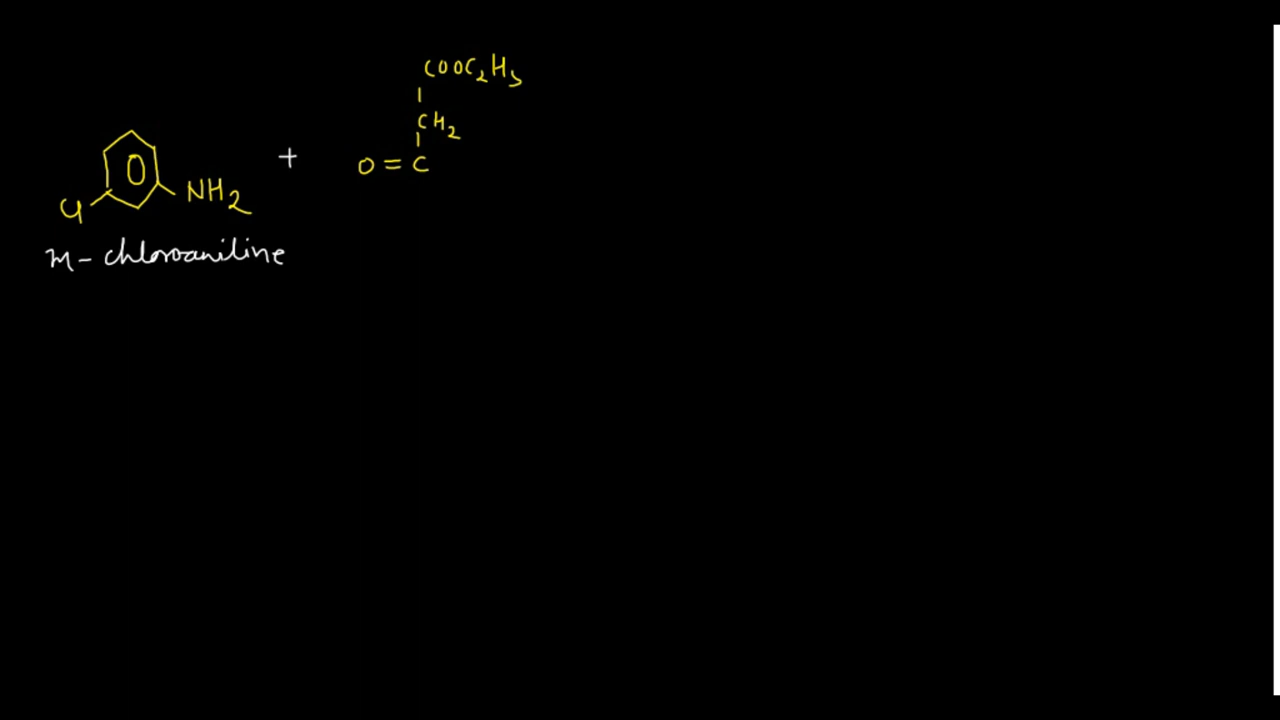 COOC2H5
CH2
O=C
+
Cl
NH2
m-chloroaniline